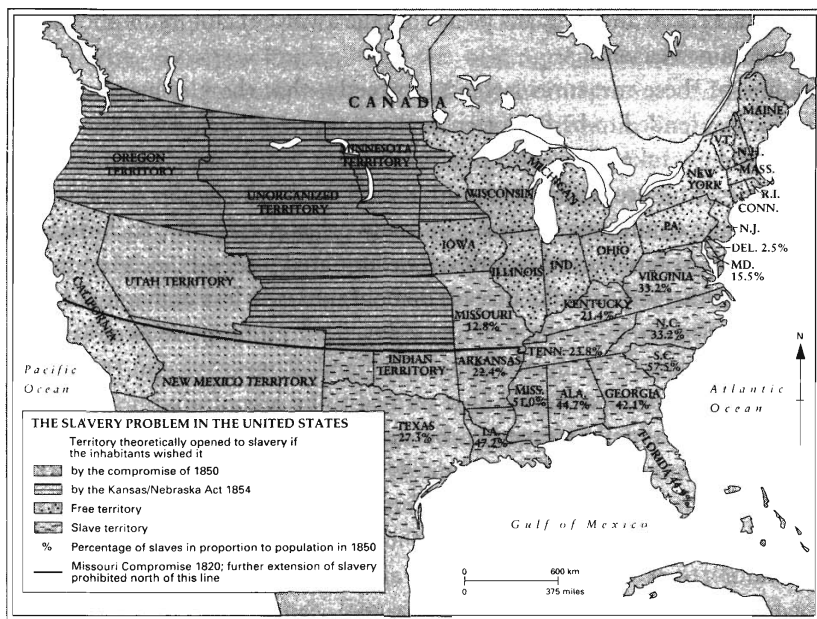 CANADA
OREGON
TERRITORY
MINNESOTA
TERRITORY
UNORGANIZED
TERRITORY
WISCONSIN
MICHIGAN
MAINE
VT.
N.H.
MASS.
NEW
YORK
R.I.
CONN.
PA.
N.J.
DEL. 2.5%
MD.
15.5%
IOWA
ILLINOIS
IND.
OHIO
VIRGINIA
33.2%
UTAH TERRITORY
CALIFORNIA
MISSOURI
12.8%
KENTUCKY
21.4%
N.C.
33.2%
TENN. 23.8%
INDIAN
TERRITORY
ARKANSAS
22.4%
S.C.
57.5%
NEW MEXICO TERRITORY
MISS.
51.0%
ALA.
44.7%
GEORGIA
42.1%
TEXAS
27.3%
LA.
47.2%
FLORIDA
Pacific
Ocean
Atlantic
Ocean
Gulf of Mexico
N
THE SLAVERY PROBLEM IN THE UNITED STATES
Territory theoretically opened to slavery if
the inhabitants wished it
by the compromise of 1850
by the Kansas/Nebraska Act 1854
Free territory
Slave territory
% Percentage of slaves in proportion to population in 1850
Missouri Compromise 1820; further extension of slavery
prohibited north of this line
0 600 km
0 375 miles